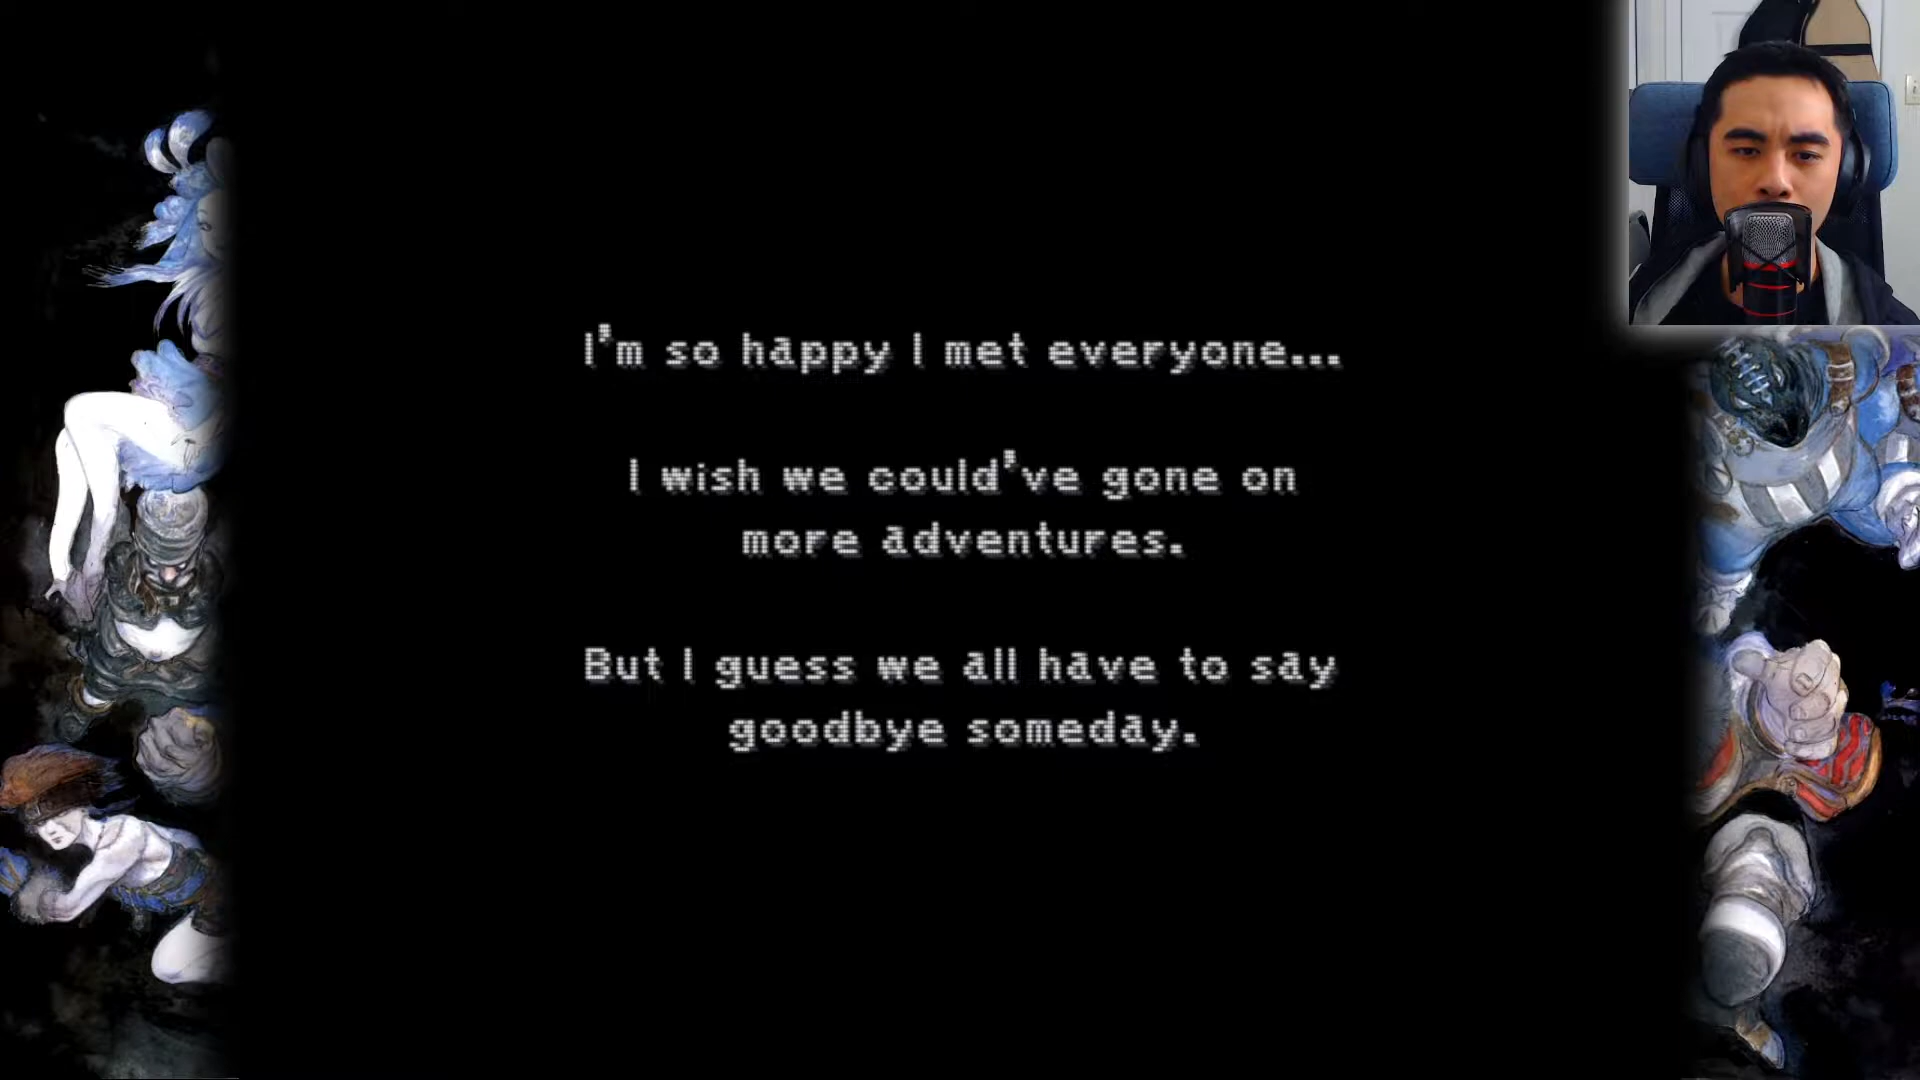 I'm so happy I met everyone...
I wish we could've gone on
more adventures.
But I guess we all have to say
goodbye someday.